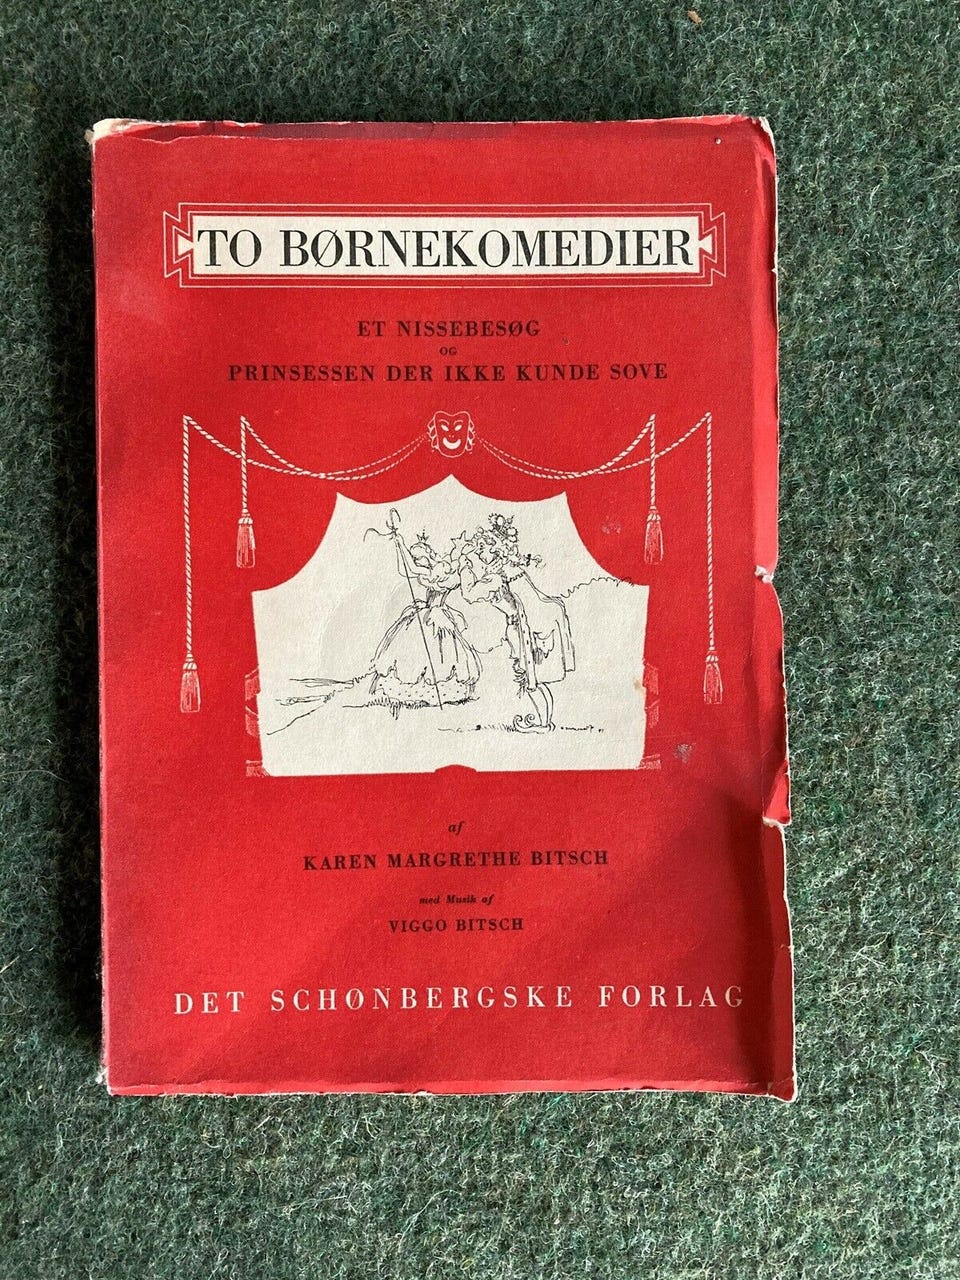 TO BØRNEKOMEDIER
ET NISSEBESØG
OG
PRINSESSEN DER IKKE KUNDE SOVE
af
KAREN MARGRETHE BITSCH
med Musik af
VIGGO BITSCH
DET SCHØNBERGSKE FORLAG